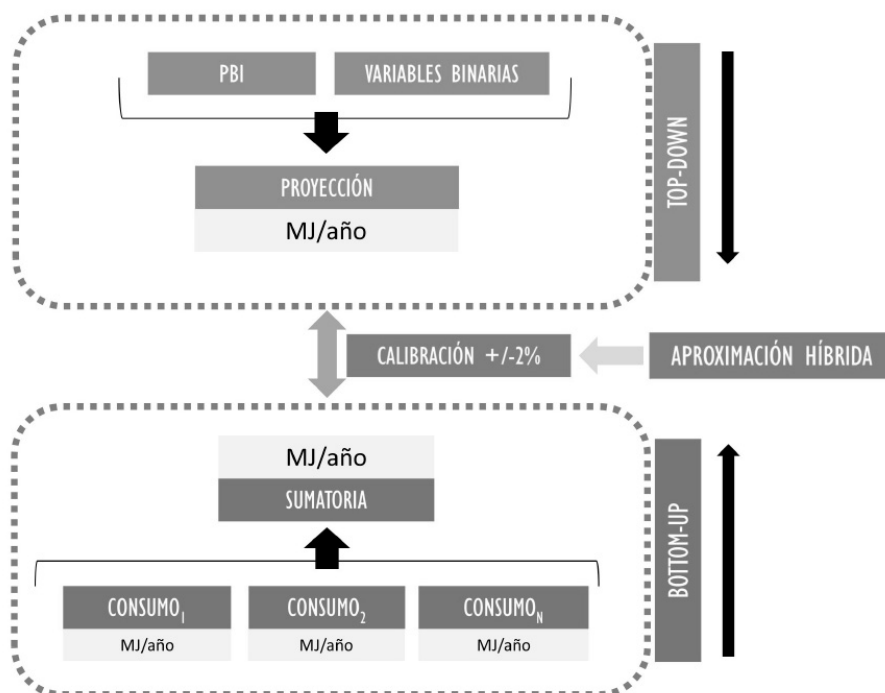 PBI
VARIABLES BINARIAS
PROYECCIÓN
MJ/año
TOP-DOWN
CALIBRACIÓN +/-2%
APROXIMACIÓN HÍBRIDA
MJ/año
SUMATORIA
BOTTOM-UP
CONSUMO₁
CONSUMO₂
CONSUMO_N
MJ/año
MJ/año
MJ/año